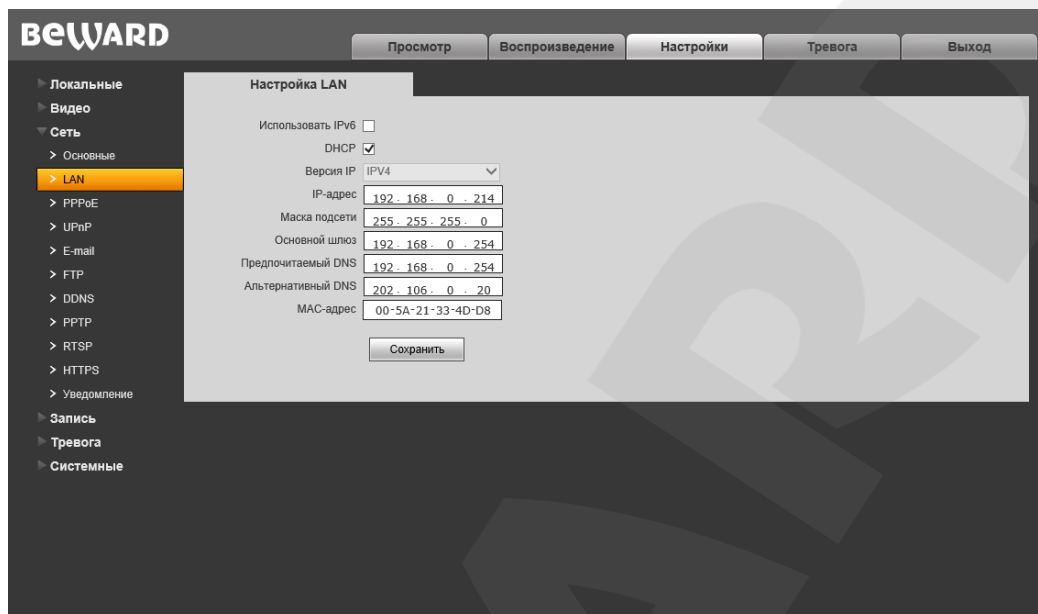 BEWARD
Просмотр Воспроизведение Настройки Тревога Выход
Локальные
Видео
Сеть
> Основные
> LAN
> PPPoE
> UPnP
> E-mail
> FTP
> DDNS
> PPTP
> RTSP
> HTTPS
> Уведомление
Запись
Тревога
Системные
Настройка LAN
Использовать IPv6
DHCP
Версия IP IPV4
IP-адрес 192 . 168 . 0 . 214
Маска подсети 255 . 255 . 255 . 0
Основной шлюз 192 . 168 . 0 . 254
Предпочитаемый DNS 192 . 168 . 0 . 254
Альтернативный DNS 202 . 106 . 0 . 20
MAC-адрес 00-5A-21-33-4D-D8
Сохранить